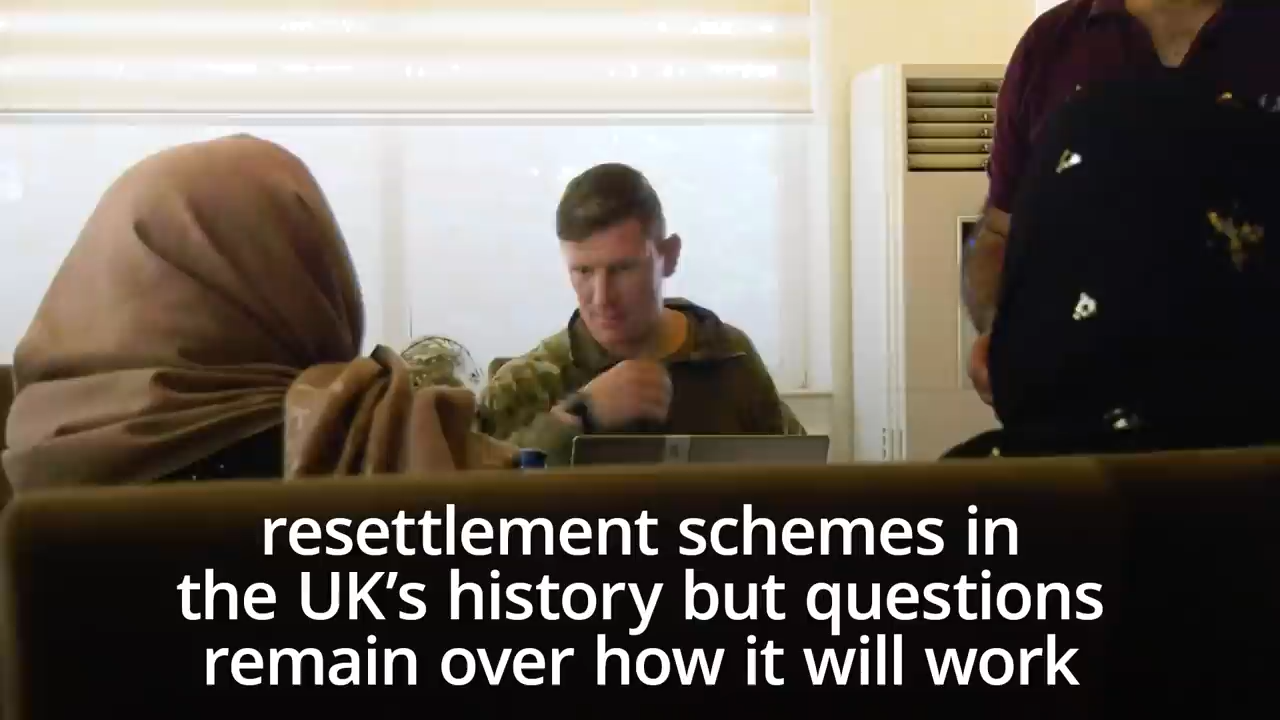 resettlement schemes in
the UK’s history but questions
remain over how it will work